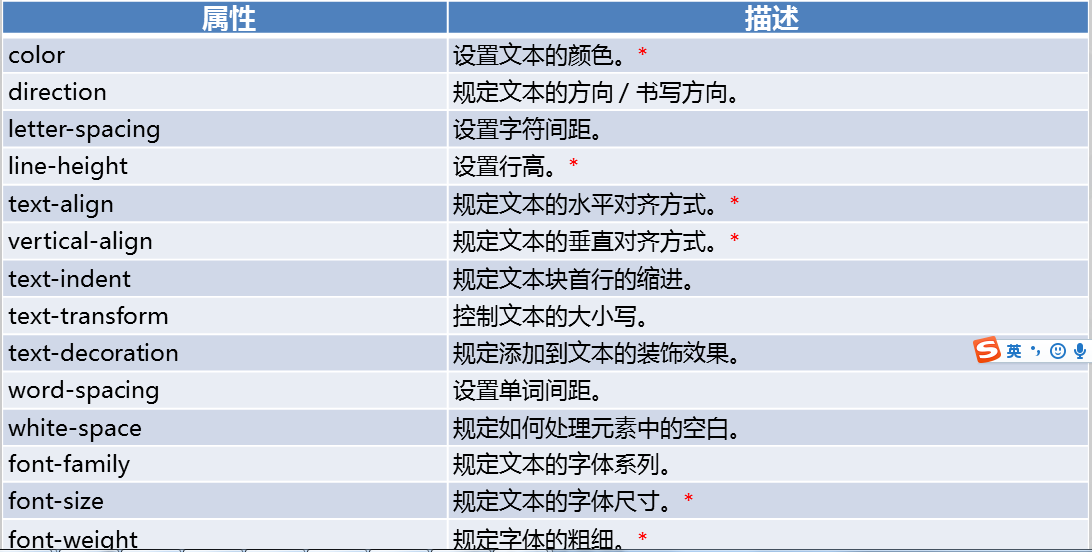 属性 描述
color 设置文本的颜色。*
direction 规定文本的方向 / 书写方向。
letter-spacing 设置字符间距。
line-height 设置行高。*
text-align 规定文本的水平对齐方式。*
vertical-align 规定文本的垂直对齐方式。*
text-indent 规定文本块首行的缩进。
text-transform 控制文本的大小写。
text-decoration 规定添加到文本的装饰效果。
S 英
word-spacing 设置单词间距。
white-space 规定如何处理元素中的空白。
font-family 规定文本的字体系列。
font-size 规定文本的字体尺寸。*
font-weight 规定字体的粗细。*